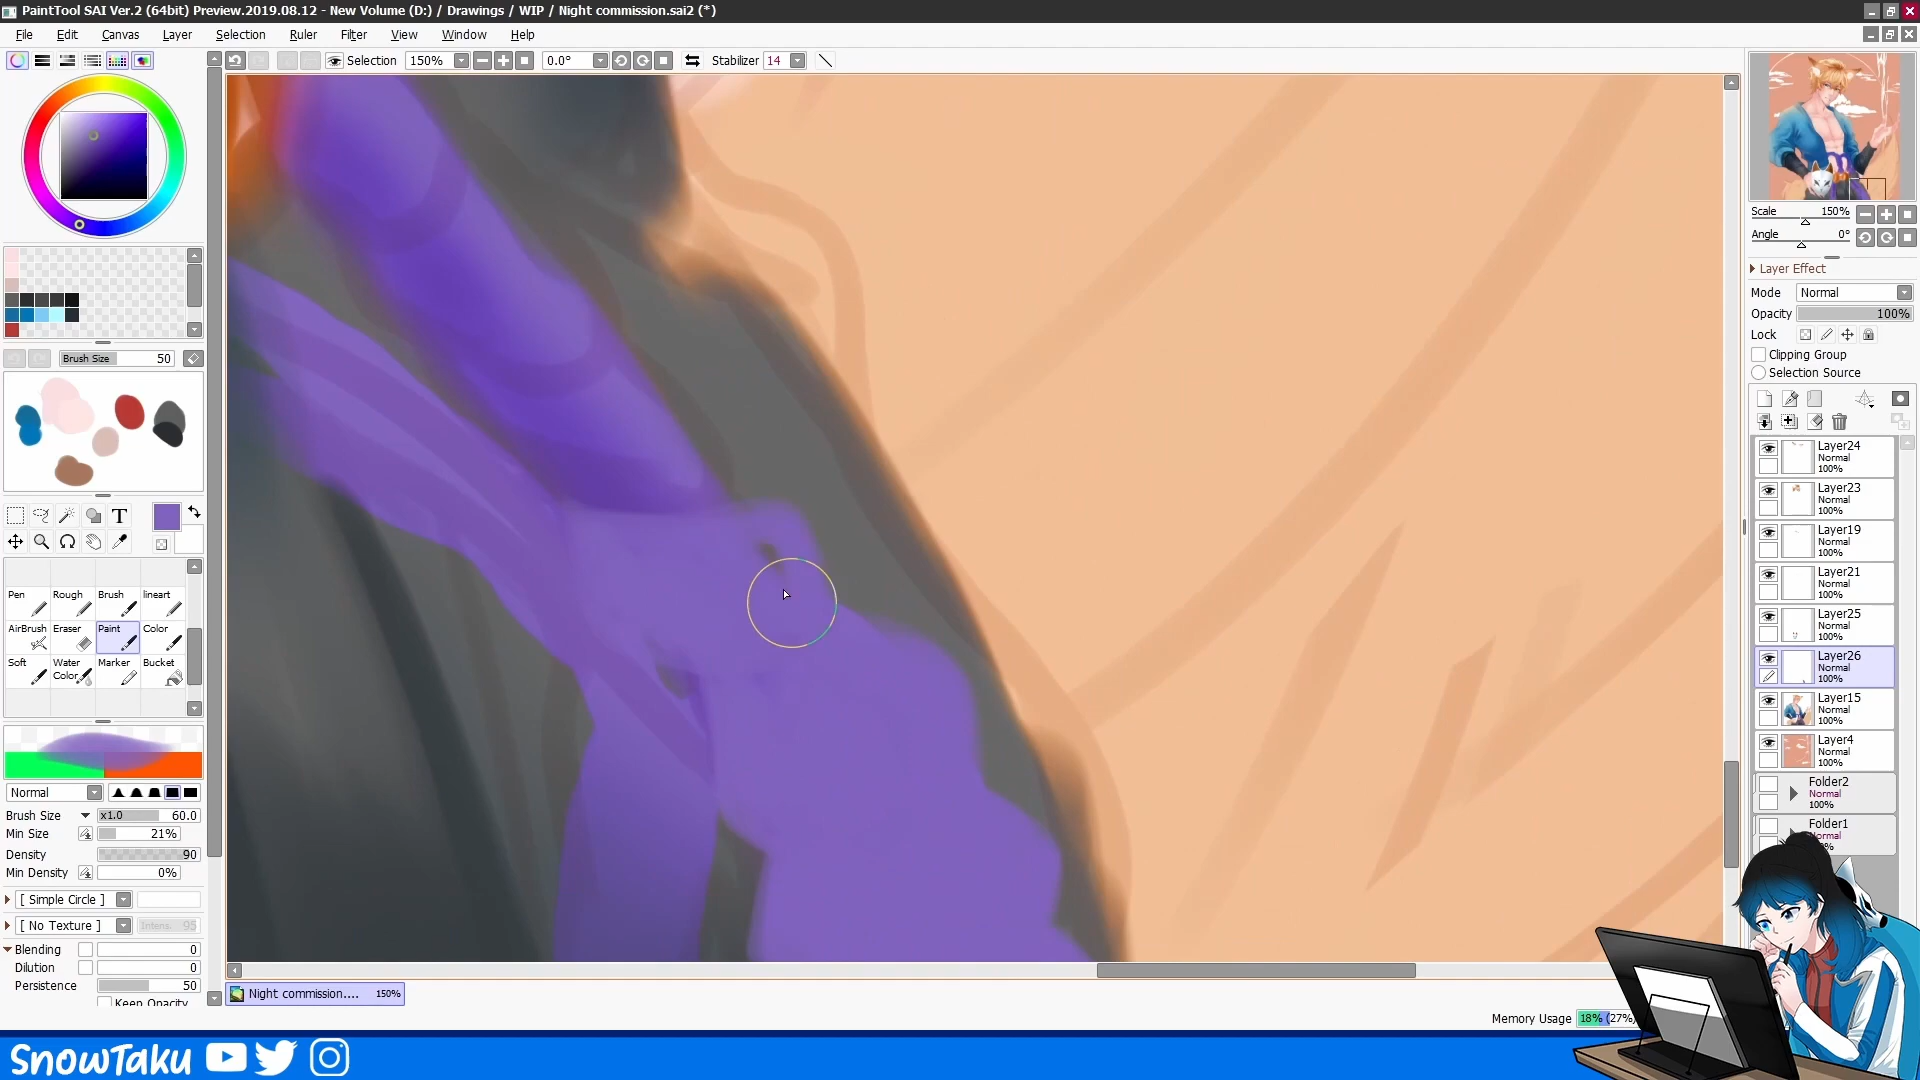 PaintTool SAI Ver.2 (64bit) Preview.2019.08.12 - New Volume (D:) / Drawings / WIP / Night commission.sai2 (*)
File Edit Canvas Layer Selection Ruler Filter View Window Help
Selection 150% 0.0° Stabilizer 14
Scale 150%
Angle 0°
Layer Effect
Mode Normal
Opacity 100%
Lock
Clipping Group
Selection Source
Brush Size 50
T
Pen Rough Brush lineart
AirBrush Eraser Paint Color
Soft Water Color Marker Bucket
Normal
Brush Size x1.0 60.0
Min Size 21%
Density 90
Min Density 0%
[ Simple Circle ]
[ No Texture ] Intens. 95
Blending 0
Dilution 0
Persistence 50
Keep Opacity
Layer24
Normal
100%
Layer23
Normal
100%
Layer19
Normal
100%
Layer21
Normal
100%
Layer25
Normal
100%
Layer26
Normal
100%
Layer15
Normal
100%
Layer4
Normal
100%
Folder2
Normal
100%
Folder1
Night commission.... 150%
Memory Usage 18% (27%
SnowTaku